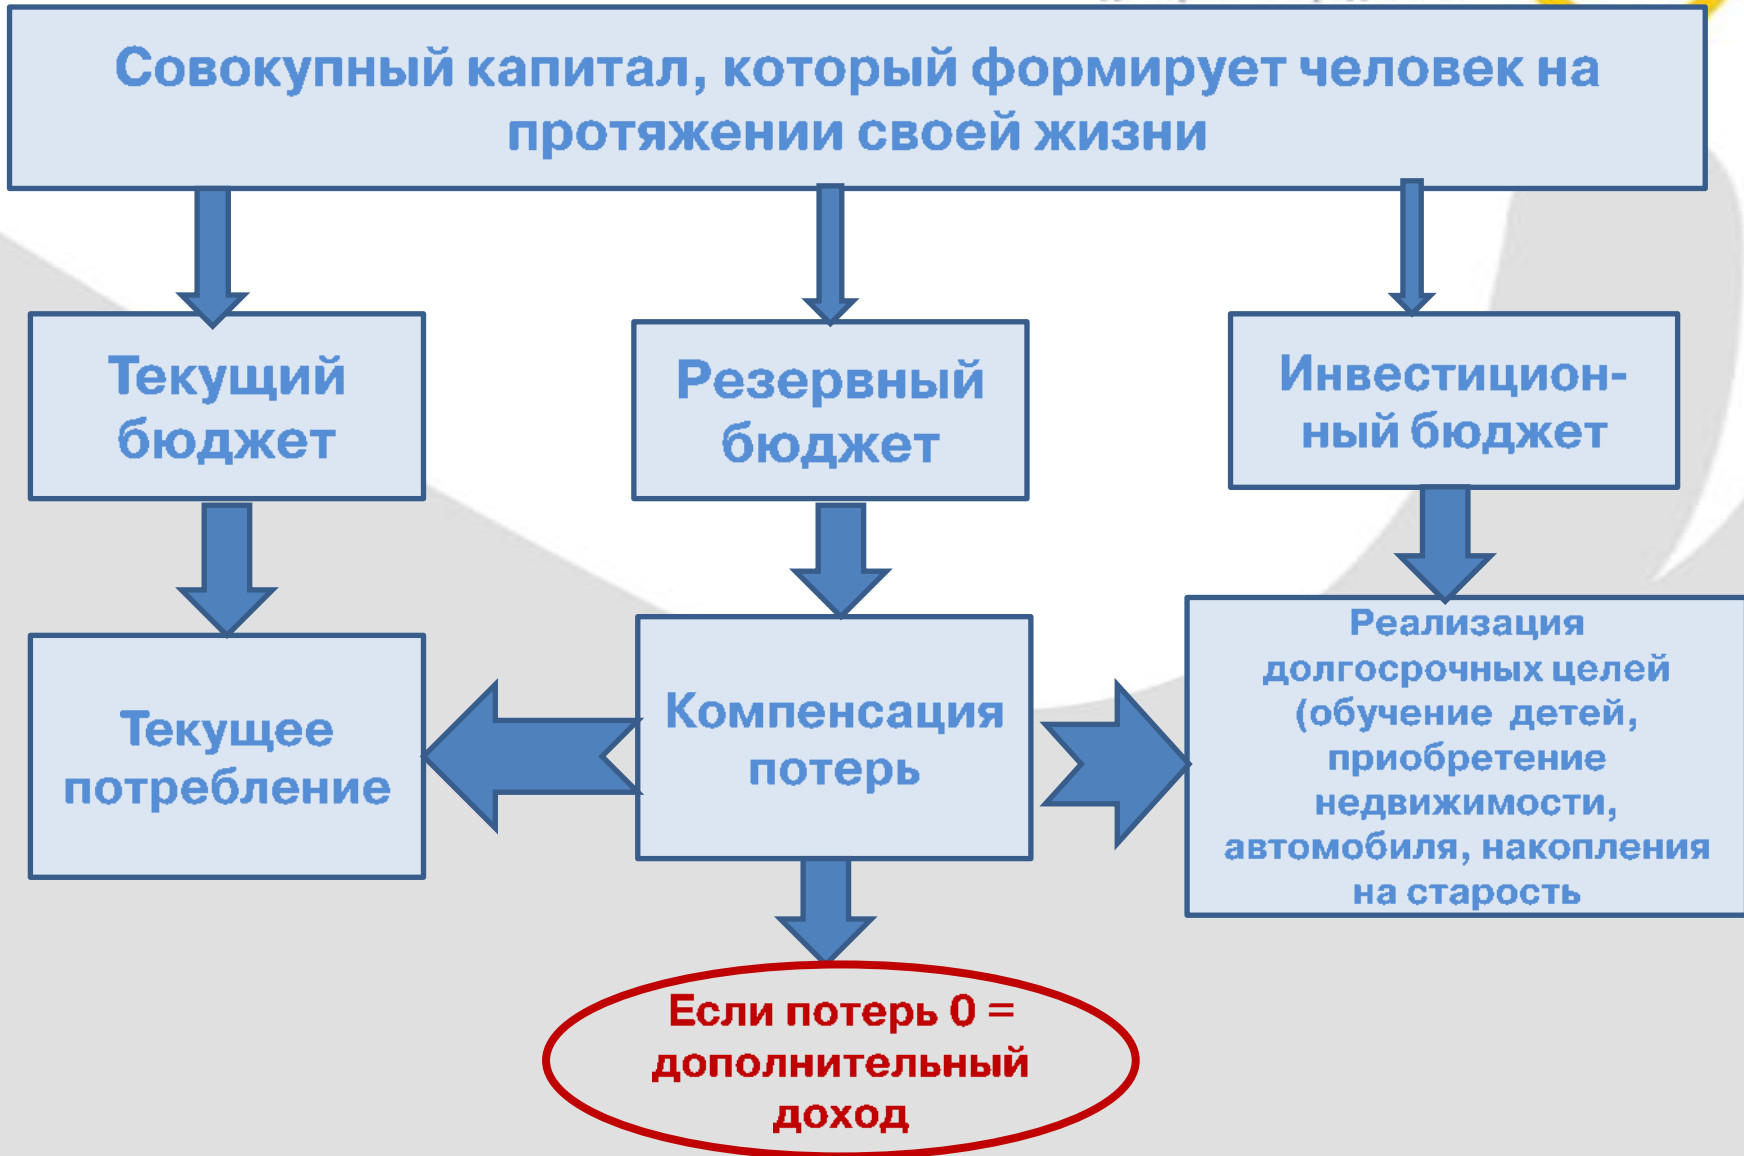 Совокупный капитал, который формирует человек на
протяжении своей жизни
Текущий
бюджет
Резервный
бюджет
Инвестицион-
ный бюджет
Текущее
потребление
Компенсация
потерь
Реализация
долгосрочных целей
(обучение детей,
приобретение
недвижимости,
автомобиля, накопления
на старость
Если потерь 0 =
дополнительный
доход